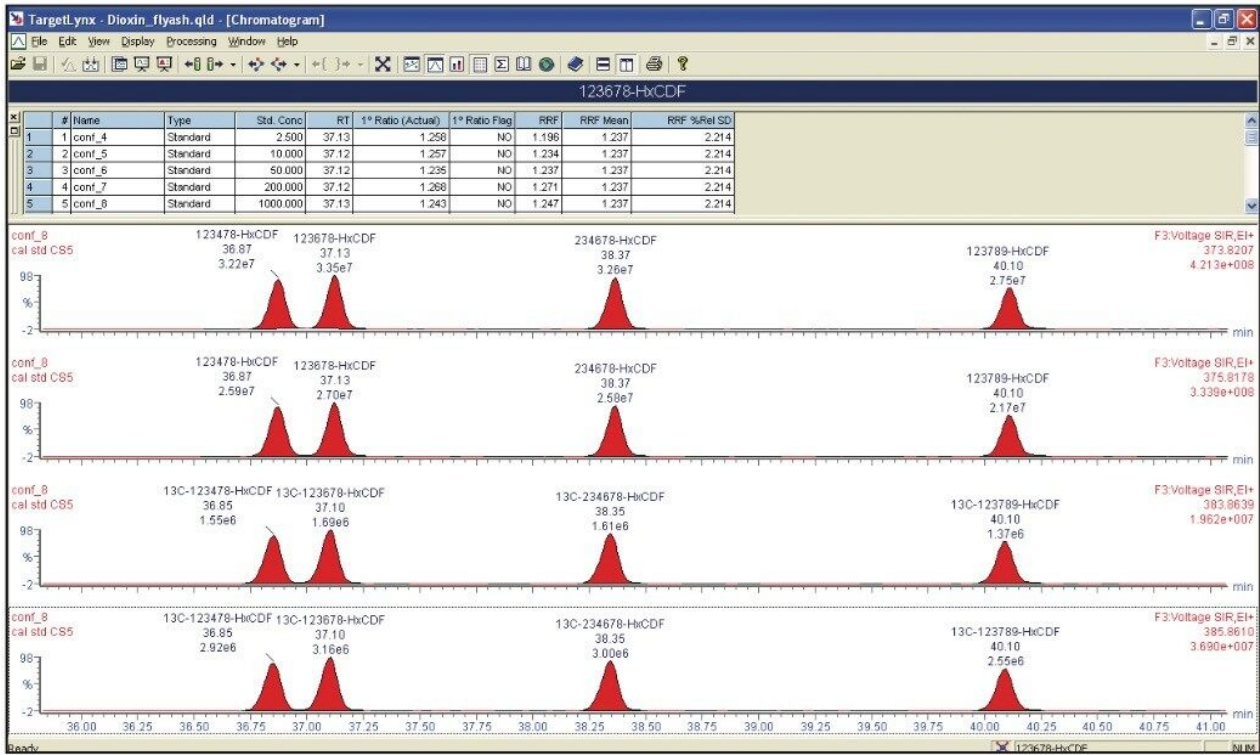 TargetLynx - Dioxin_flyash.qld - [Chromatogram]
File Edit View Display Processing Window Help
123678-HxCDF
# Name Type Std. Conc RT 1° Ratio (Actual) 1° Ratio Flag RRF RRF Mean RRF %Rel SD
1 1 conf_4 Standard 2.500 37.13 1.258 NO 1.196 1.237 2.214
2 2 conf_5 Standard 10.000 37.12 1.257 NO 1.234 1.237 2.214
3 3 conf_6 Standard 50.000 37.12 1.235 NO 1.237 1.237 2.214
4 4 conf_7 Standard 200.000 37.12 1.268 NO 1.271 1.237 2.214
5 5 conf_8 Standard 1000.000 37.13 1.243 NO 1.247 1.237 2.214
conf_8 123478-HxCDF 123678-HxCDF 234678-HxCDF 123789-HxCDF F3:Voltage SIR,EI+
cal std CS5 36.87 37.13 38.37 40.10 373.8207
3.22e7 3.35e7 3.26e7 2.75e7 4.213e+008
98
%
-2
min
conf_8 123478-HxCDF 123678-HxCDF 234678-HxCDF 123789-HxCDF F3:Voltage SIR,EI+
cal std CS5 36.87 37.13 38.37 40.10 375.8178
2.59e7 2.70e7 2.58e7 2.17e7 3.339e+008
98
%
-2
min
conf_8 13C-123478-HxCDF 13C-123678-HxCDF 13C-234678-HxCDF 13C-123789-HxCDF F3:Voltage SIR,EI+
cal std CS5 36.85 37.10 38.35 40.10 383.8639
1.55e6 1.69e6 1.61e6 1.37e6 1.962e+007
98
%
-2
min
conf_8 13C-123478-HxCDF 13C-123678-HxCDF 13C-234678-HxCDF 13C-123789-HxCDF F3:Voltage SIR,EI+
cal std CS5 36.85 37.10 38.35 40.10 385.8610
2.92e6 3.16e6 3.00e6 2.55e6 3.690e+007
98
%
-2
min
36.00 36.25 36.50 36.75 37.00 37.25 37.50 37.75 38.00 38.25 38.50 38.75 39.00 39.25 39.50 39.75 40.00 40.25 40.50 40.75 41.00
Ready 123678-HxCDF NUM